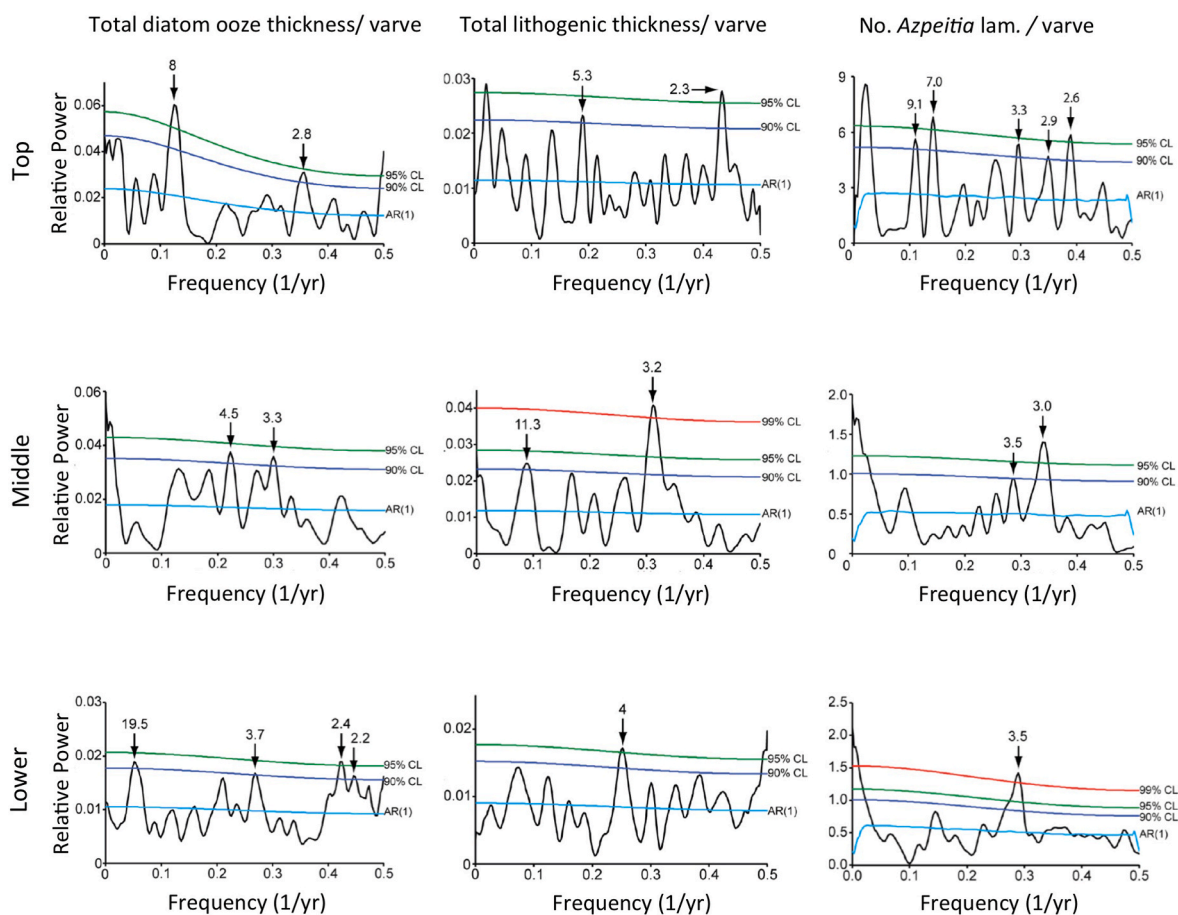 Total diatom ooze thickness/ varve
Total lithogenic thickness/ varve
No. Azpeitia lam. / varve
Top
Relative Power
0.06
0.04
0.02
0
8
2.8
95% CL
90% CL
AR(1)
0 0.1 0.2 0.3 0.4 0.5
Frequency (1/yr)
0.03
0.02
0.01
0
5.3
2.3
95% CL
90% CL
AR(1)
0 0.1 0.2 0.3 0.4 0.5
Frequency (1/yr)
9
6
3
0
9.1
7.0
3.3
2.9
2.6
95% CL
90% CL
AR(1)
0 0.1 0.2 0.3 0.4 0.5
Frequency (1/yr)
Middle
Relative Power
0.06
0.04
0.02
0
4.5
3.3
95% CL
90% CL
AR(1)
0 0.1 0.2 0.3 0.4 0.5
Frequency (1/yr)
0.04
0.03
0.02
0.01
0
11.3
3.2
99% CL
95% CL
90% CL
AR(1)
0 0.1 0.2 0.3 0.4 0.5
Frequency (1/yr)
2.0
1.5
1.0
0.5
0
3.5
3.0
95% CL
90% CL
AR(1)
0 0.1 0.2 0.3 0.4 0.5
Frequency (1/yr)
Lower
Relative Power
0.03
0.02
0.01
0
19.5
3.7
2.4
2.2
95% CL
90% CL
AR(1)
0 0.1 0.2 0.3 0.4 0.5
Frequency (1/yr)
0.02
0.01
0
4
95% CL
90% CL
AR(1)
0 0.1 0.2 0.3 0.4 0.5
Frequency (1/yr)
2.5
2.0
1.5
1.0
0.5
0
3.5
99% CL
95% CL
90% CL
AR(1)
0.0 0.1 0.2 0.3 0.4 0.5
Frequency (1/yr)